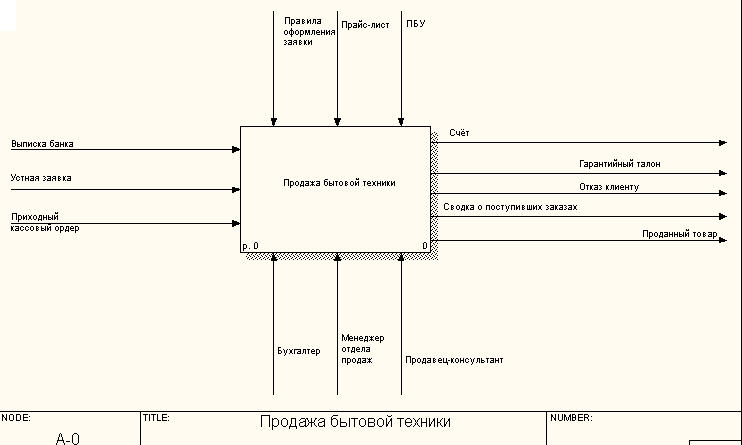 Правила
оформления
заявки
Прайс-лист
ПБУ
Выписка банка
Устная заявка
Приходный
кассовый ордер
Продажа бытовой техники
р. 0
0
Счёт
Гарантийный талон
Отказ клиенту
Сводка о поступивших заказах
Проданный товар
Бухгалтер
Менеджер
отдела
продаж
Продавец-консультант
NODE:
A-0
TITLE:
Продажа бытовой техники
NUMBER: